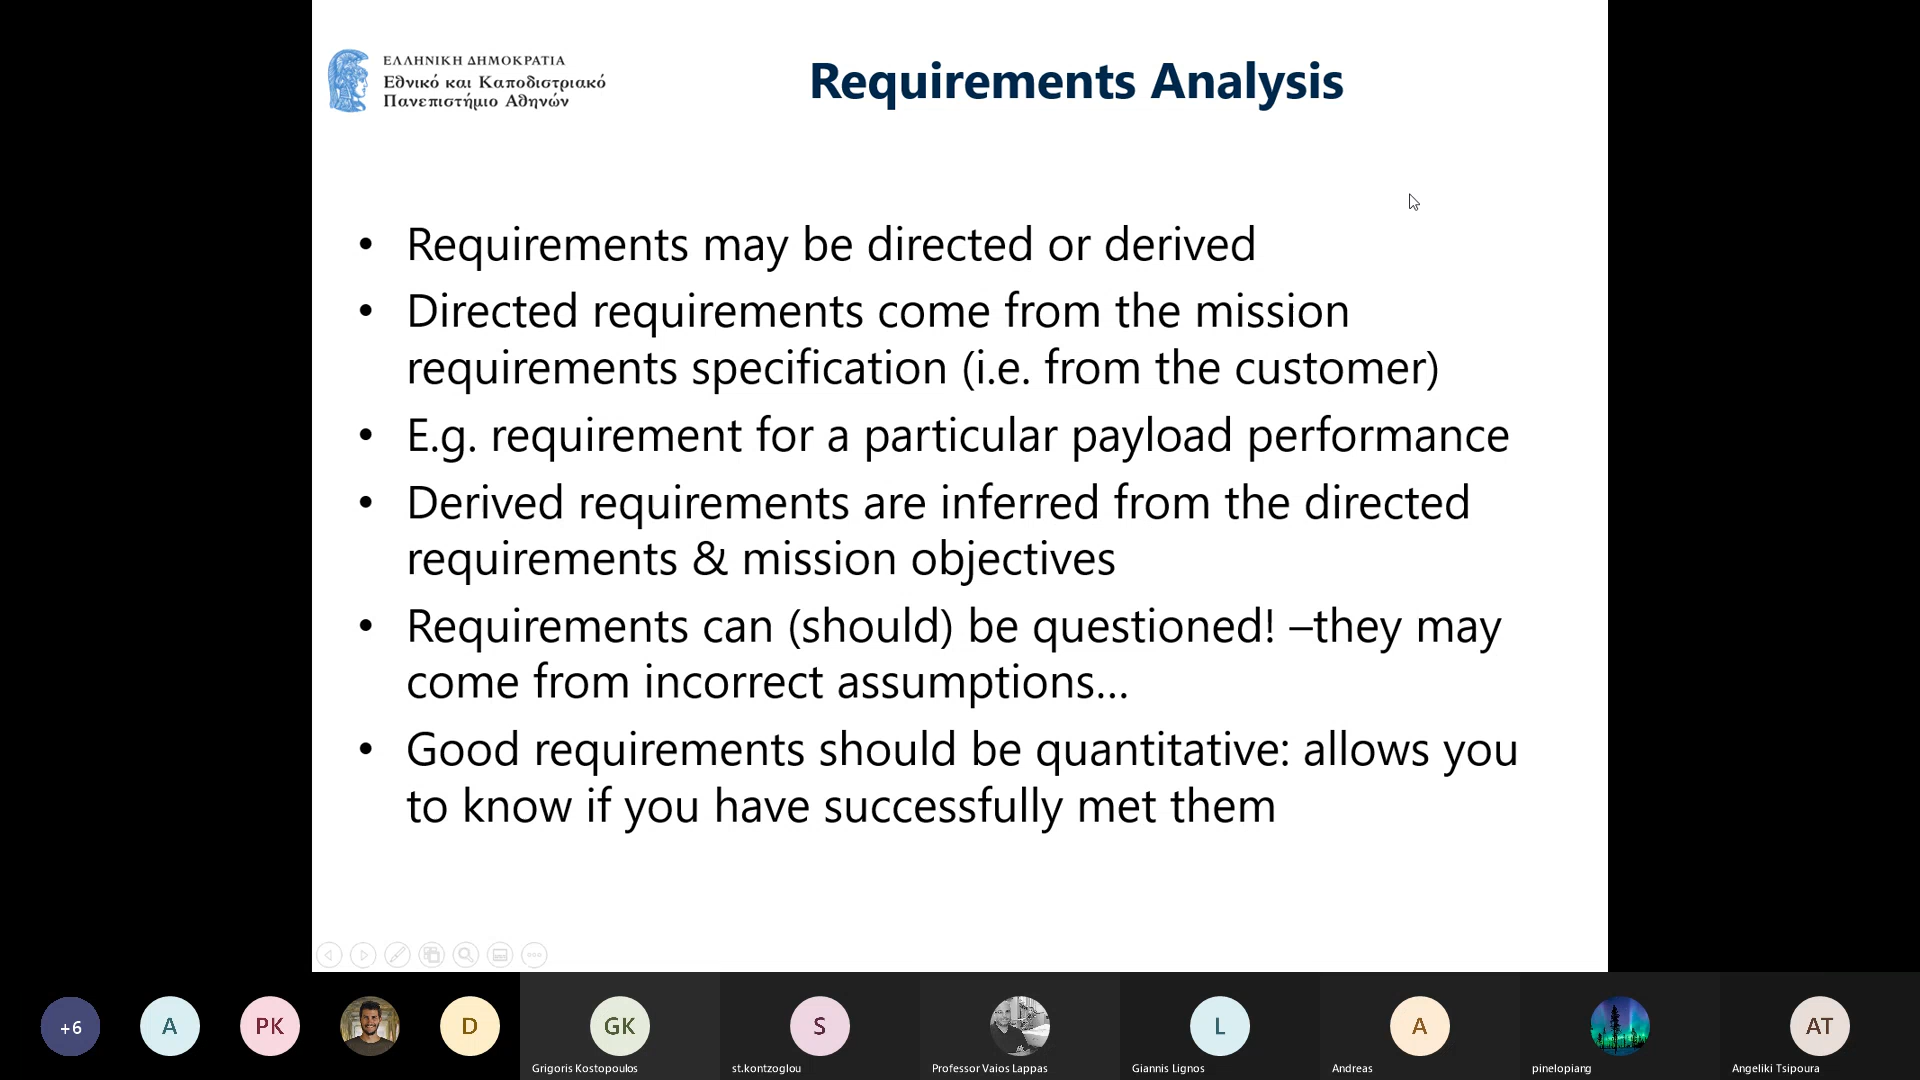 ΕΛΛΗΝΙΚΗ ΔΗΜΟΚΡΑΤΙΑ
Εθνικό και Καποδιστριακό
Πανεπιστήμιο Αθηνών
Requirements Analysis
• Requirements may be directed or derived
• Directed requirements come from the mission
requirements specification (i.e. from the customer)
• E.g. requirement for a particular payload performance
• Derived requirements are inferred from the directed
requirements & mission objectives
• Requirements can (should) be questioned! –they may
come from incorrect assumptions...
• Good requirements should be quantitative: allows you
to know if you have successfully met them
+6
A
PK
D
GK
Grigoris Kostopoulos
S
st.kontzoglou
Professor Vaios Lappas
L
Giannis Lignos
A
Andreas
pinelopiang
AT
Angeliki Tsipoura